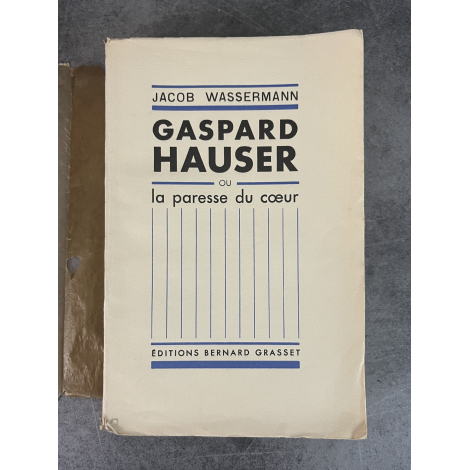 JACOB WASSERMANN
GASPARD
HAUSER
OU
la paresse du cœur
ÉDITIONS BERNARD GRASSET